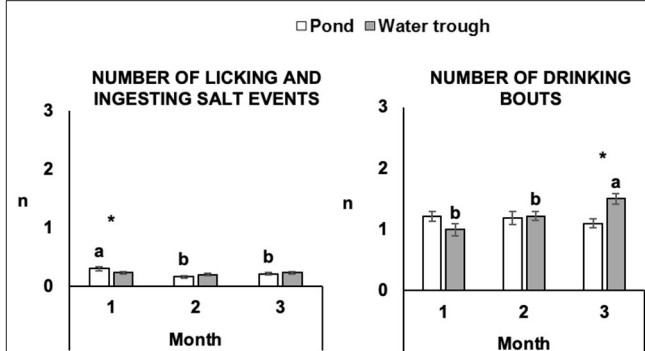 Pond Water trough
NUMBER OF LICKING AND
INGESTING SALT EVENTS
3
2
n
*
1
a
b
b
0
1 2 3
Month
NUMBER OF DRINKING
BOUTS
3
2
*
a
b
b
n
1
0
1 2 3
Month